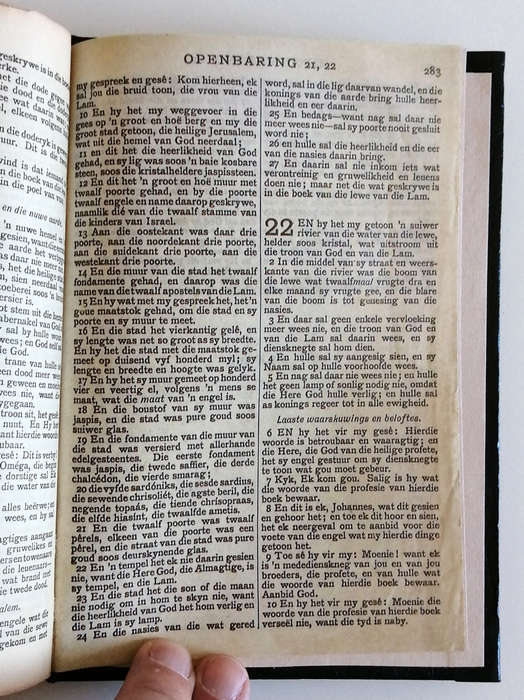 geskrywe is in die
rke.
OPENBARING 21, 22
283
my gespreek en gesê: Kom hierheen, ek
sal jou die bruid toon, die vrou van die
Lam.
10 En hy het my weggevoer in die
gees op 'n groot en hoë berg en my die
groot stad getoon, die heilige Jerusalem,
wat uit die hemel van God neerdaal;
11 en dit het die heerlikheid van God
gehad, en sy lig was soos 'n baie kosbare
steen, soos die kristalheldere jaspissteen.
12 En dit het 'n groot en hoë muur met
twaalf poorte gehad, en by die poorte
twaalf engele en name daarop geskrywe,
naamlik dié van die twaalf stamme van
die kinders van Israel.
13 Aan die oostekant was daar drie
poorte, aan die noordekant drie poorte,
aan die suidekant drie poorte, aan die
westekant drie poorte.
14 En die muur van die stad het twaalf
fondamente gehad, en daarop was die
name van die twaalf apostels van die Lam.
15 En hy wat met my gespreek het, het 'n
goue maatstok gehad, om die stad en sy
poorte en sy muur te meet.
16 En die stad het vierkantig gelê, en
sy lengte was net so groot as sy breedte.
En hy het die stad met die maatstok ge-
meet op duisend vyf honderd myl; sy
lengte en breedte en hoogte was gelyk.
17 En hy het sy muur gemeet op honderd
vier en veertig el, volgens 'n mens se
maat, wat die maat van 'n engel is.
18 En die boustof van sy muur was
jaspis, en die stad was pure goud soos
suiwer glas.
19 En die fondamente van die muur van
die stad was versierd met allerhande
edelgesteentes. Die eerste fondament
was jaspis, die tweede saffier, die derde
chalcédon, die vierde smarag;
20 die vyfde sardóniks, die sesde sardius,
die sewende chrisoliét, die agste beril, die
negende topaás, die tiende chrisopraas,
die elfde hiasint, die twaalfde ametis.
21 En die twaalf poorte was twaalf
pêrels, elkeen van die poorte was een
pêrel, en die straat van die stad was pure
goud soos deurskynende glas.
22 En 'n tempel het ek nie daarin gesien
nie, want die Here God, die Almagtige, is
sy tempel, en die Lam.
23 En die stad het die son of die maan
nie nodig om in hom te skyn nie, want
die heerlikheid van God het hom verlig en
die Lam is sy lamp.
24 En die nasies van die wat gered
word, sal in die lig daarvan wandel, en die
konings van die aarde bring hulle heer-
likheid en eer daarin.
25 En bedags—want nag sal daar nie
meer wees nie—sal sy poorte nooit gesluit
word nie;
26 en hulle sal die heerlikheid en die eer
van die nasies daarin bring.
27 En daarin sal nie inkom iets wat
verontreinig en gruwelikheid en leuens
doen nie; maar net die wat geskrywe is
in die boek van die lewe van die Lam.
22 EN hy het my getoon 'n suiwer
rivier van die water van die lewe,
helder soos kristal, wat uitstroom uit
die troon van God en van die Lam.
2 In die middel van sy straat en weers-
kante van die rivier was die boom van
die lewe wat twaalfmaal vrugte dra en
elke maand sy vrugte gee, en die blare
van die boom is tot genesing van die
nasies.
3 En daar sal geen enkele vervloeking
meer wees nie, en die troon van God en
van die Lam sal daarin wees, en sy
diensknegte sal hom dien.
4 En hulle sal sy aangesig sien, en sy
Naam sal op hulle voorhoofde wees.
5 En nag sal daar nie wees nie; en hulle
het geen lamp of sonlig nodig nie, omdat
die Here God hulle verlig; en hulle sal
as konings regeer tot in alle ewigheid.
Laaste waarskuwings en beloftes.
6 EN hy het vir my gesê: Hierdie
woorde is betroubaar en waaragtig; en
die Here, die God van die heilige profete,
het sy engel gestuur om sy diensknegte
te toon wat gou moet gebeur.
7 Kyk, Ek kom gou. Salig is hy wat
die woorde van die profesie van hierdie
boek bewaar.
8 En dit is ek, Johannes, wat dit gesien
en gehoor het; en toe ek dit hoor en sien,
het ek neergeval om te aanbid voor die
voete van die engel wat my hierdie dinge
getoon het.
9 Toe sê hy vir my: Moenie! want ek
is 'n mededienskneg van jou en van jou
broeders, die profete, en van hulle wat
die woorde van hierdie boek bewaar.
Aanbid God.
10 En hy het vir my gesê: Moenie die
woorde van die profesie van hierdie boek
verseël nie, want die tyd is naby.